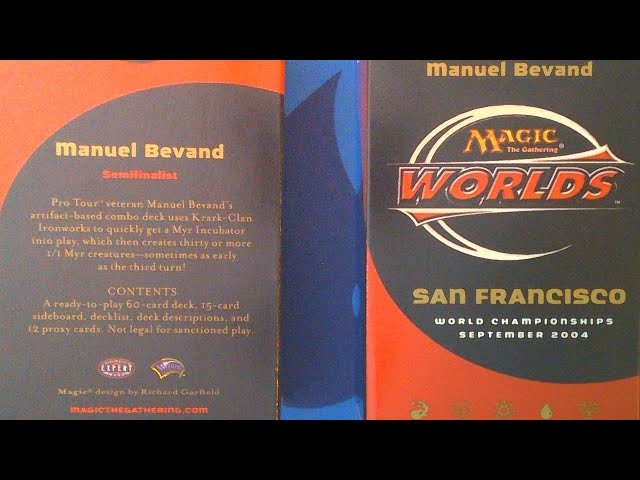 Manuel Bevand
Semifinalist
Pro Tour™ veteran Manuel Bevand's
artifact-based combo deck uses Krark-Clan
Ironworks to quickly get a Myr Incubator
into play, which then creates thirty or more
1/1 Myr creatures—sometimes as early
as the third turn!
CONTENTS
A ready-to-play 60-card deck, 15-card
sideboard, decklist, deck descriptions, and
12 proxy cards. Not legal for sanctioned play.
EXPERT
Magic® design by Richard Garfield
MAGICTHEGATHERING.COM
Manuel Bevand
MAGIC
The Gathering®
WORLDS™
SAN FRANCISCO
WORLD CHAMPIONSHIPS
SEPTEMBER 2004